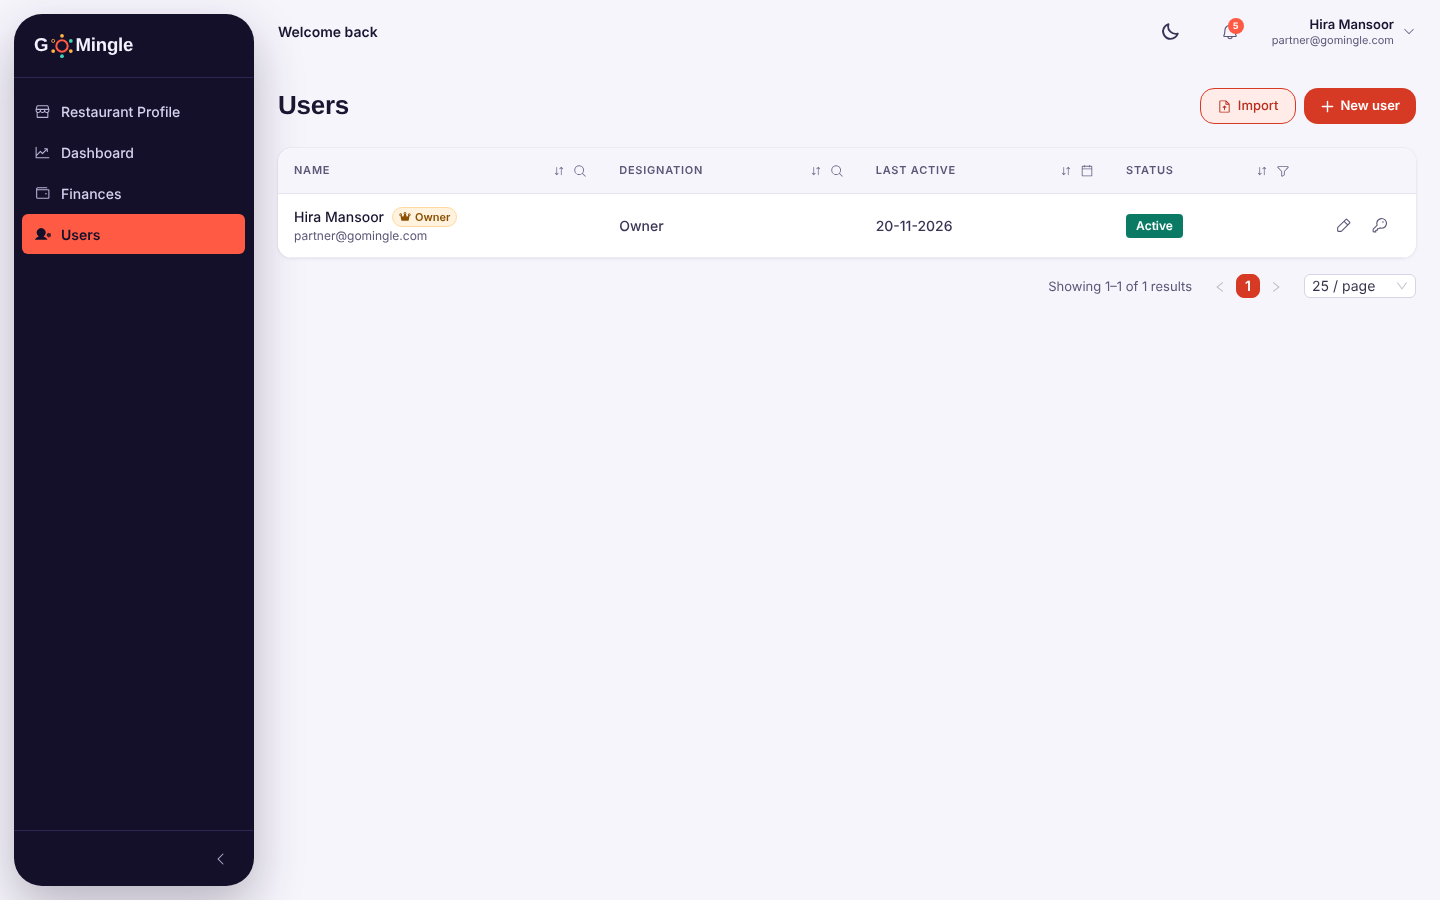 GoMingle
Welcome back
5
Hira Mansoor
partner@gomingle.com
Restaurant Profile
Dashboard
Finances
Users
Users
Import
New user
NAME DESIGNATION LAST ACTIVE STATUS
Hira Mansoor Owner
partner@gomingle.com
Owner
20-11-2026
Active
Showing 1–1 of 1 results
1
25 / page